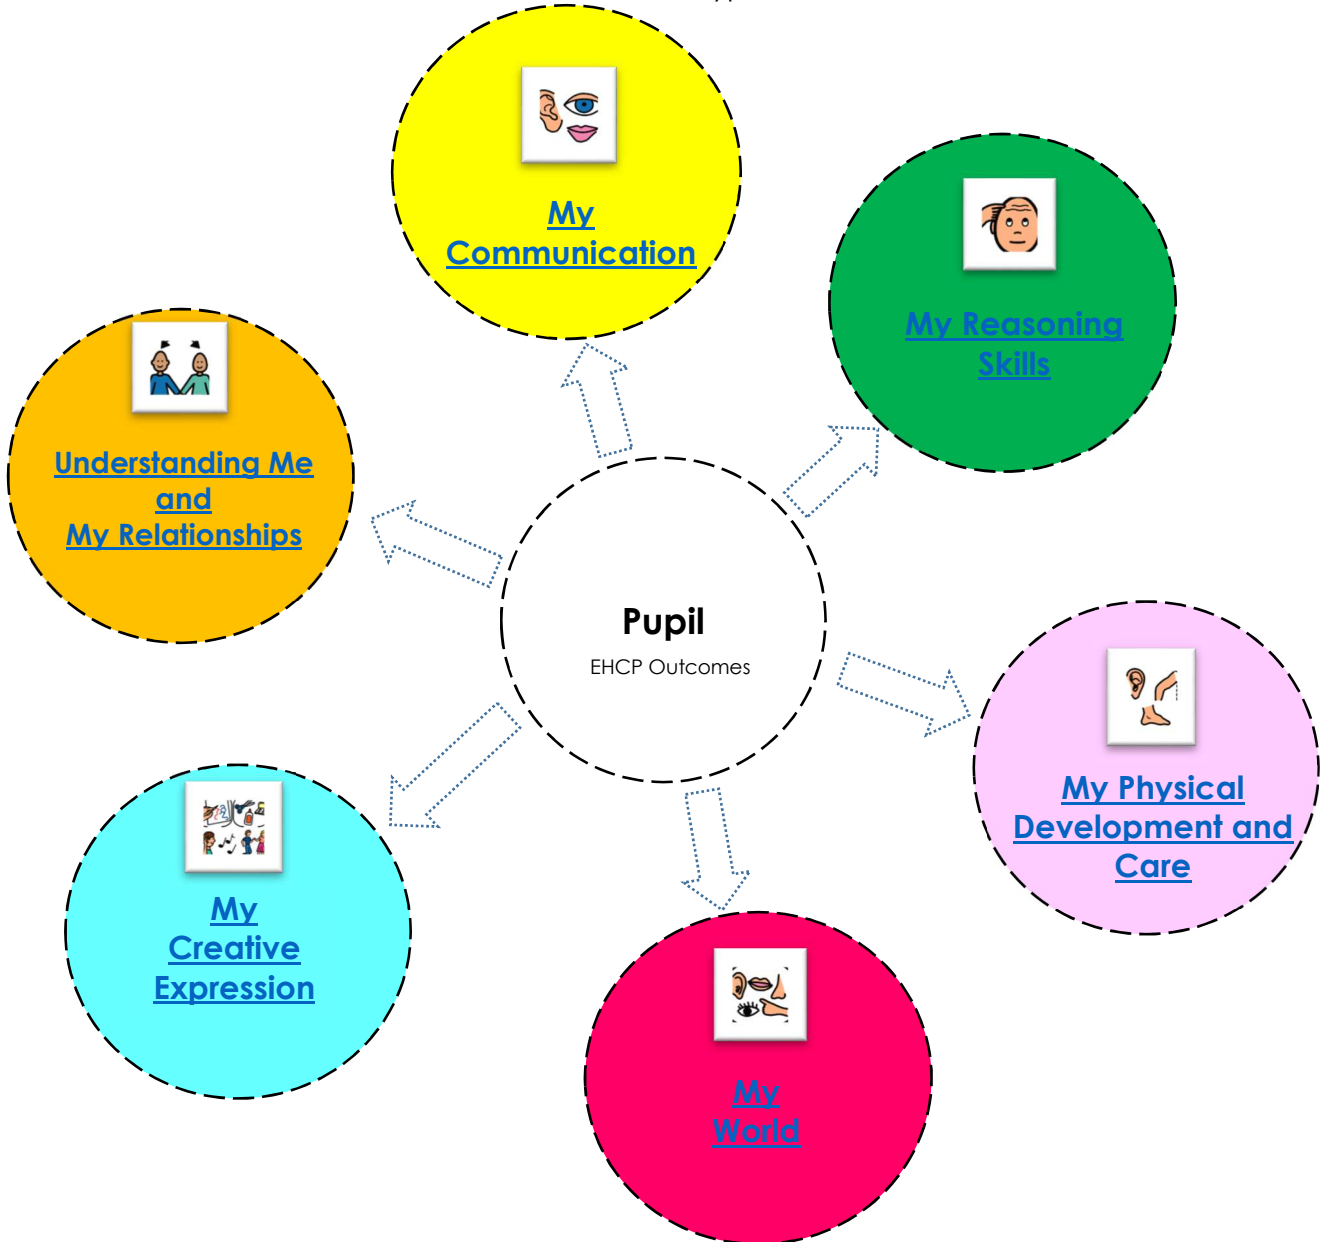 My
Communication
My Reasoning
Skills
Understanding Me
and
My Relationships
Pupil
EHCP Outcomes
My Physical
Development and
Care
My
Creative
Expression
My
World